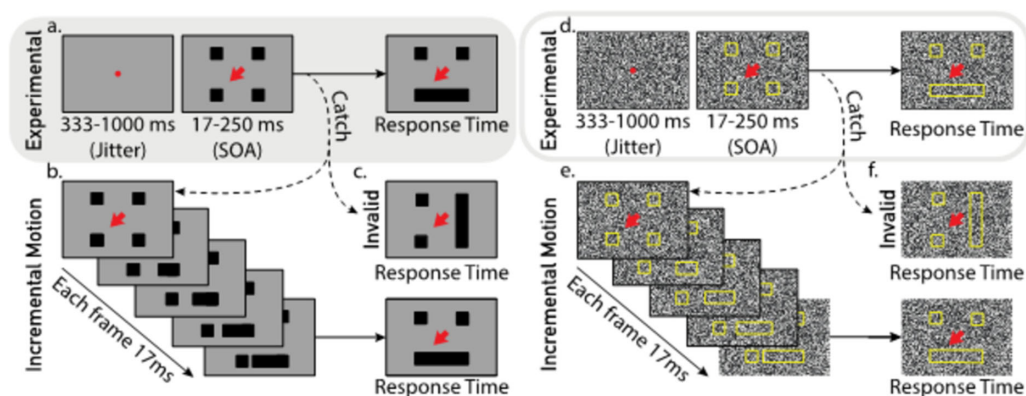 a.
Experimental
333-1000 ms
(Jitter)
17-250 ms
(SOA)
Catch
Response Time
b.
Incremental Motion
Each frame 17ms
c.
Invalid
Response Time
Response Time
d.
Experimental
333-1000 ms
(Jitter)
17-250 ms
(SOA)
Catch
Response Time
e.
Incremental Motion
Each frame 17ms
f.
Invalid
Response Time
Response Time